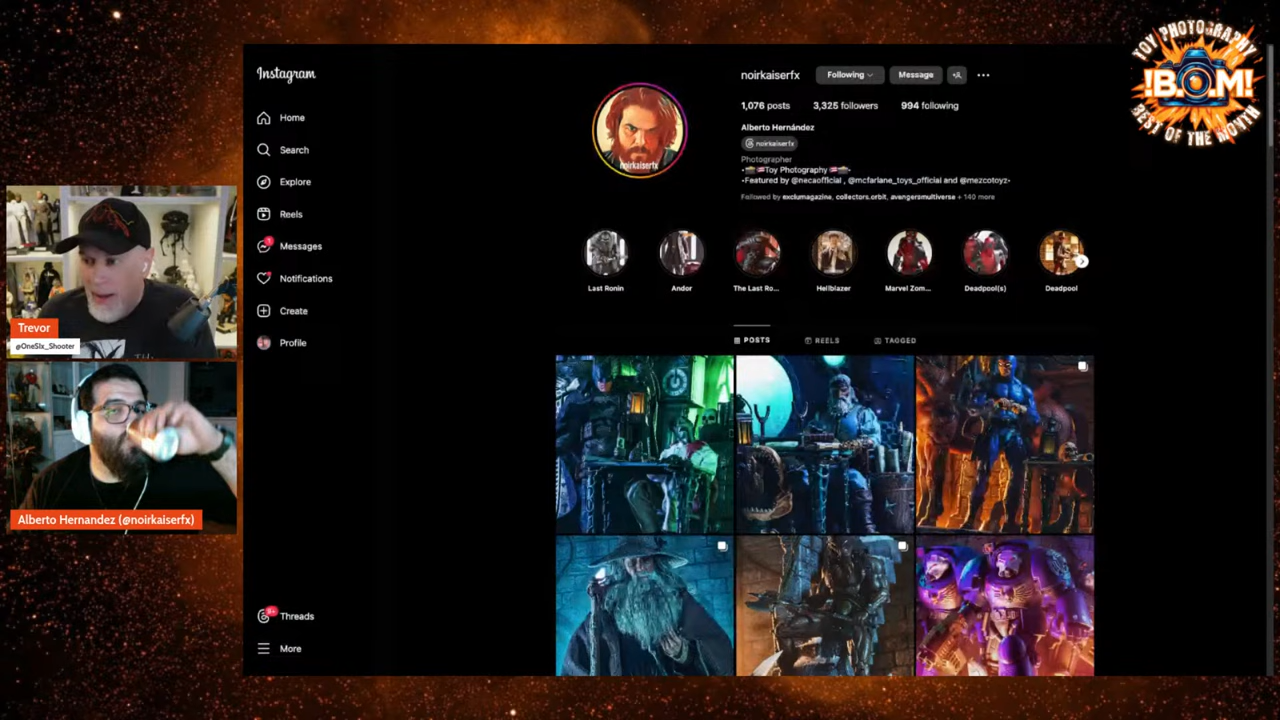 TOY PHOTOGRAPHY
!B.O.M!
BEST OF THE MONTH
Instagram
Home
Search
Explore
Reels
Messages
Notifications
Create
Profile
Threads
More
noirkaiserfx
Following
Message
1,076 posts 3,325 followers 994 following
Alberto Hernández
noirkaiserfx
Photographer
Toy Photography
Featured by @necaofficial , @mcfarlane_toys_official and @mezcotoyz
Followed by exclumagazine, collectors.orbit, avengersmultiverse + 140 more
noirkaiserfx
Last Ronin
Andor
The Last Ro...
Hellblazer
Marvel Zom...
Deadpool(s)
Deadpool
POSTS
REELS
TAGGED
Trevor
@OneSix_Shooter
Alberto Hernandez (@noirkaiserfx)